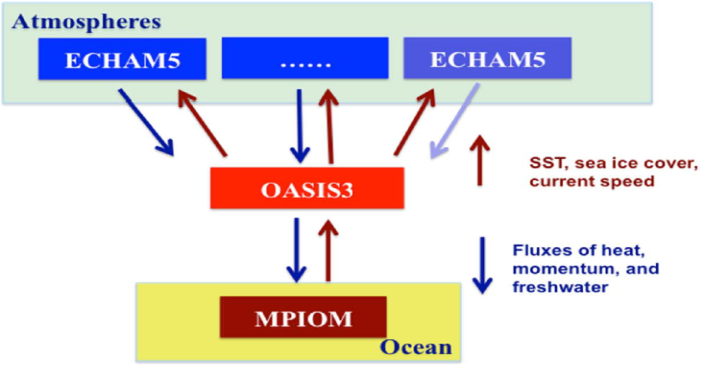 Atmospheres
ECHAM5
......
ECHAM5
OASIS3
SST, sea ice cover,
current speed
Fluxes of heat,
momentum, and
freshwater
MPIOM
Ocean